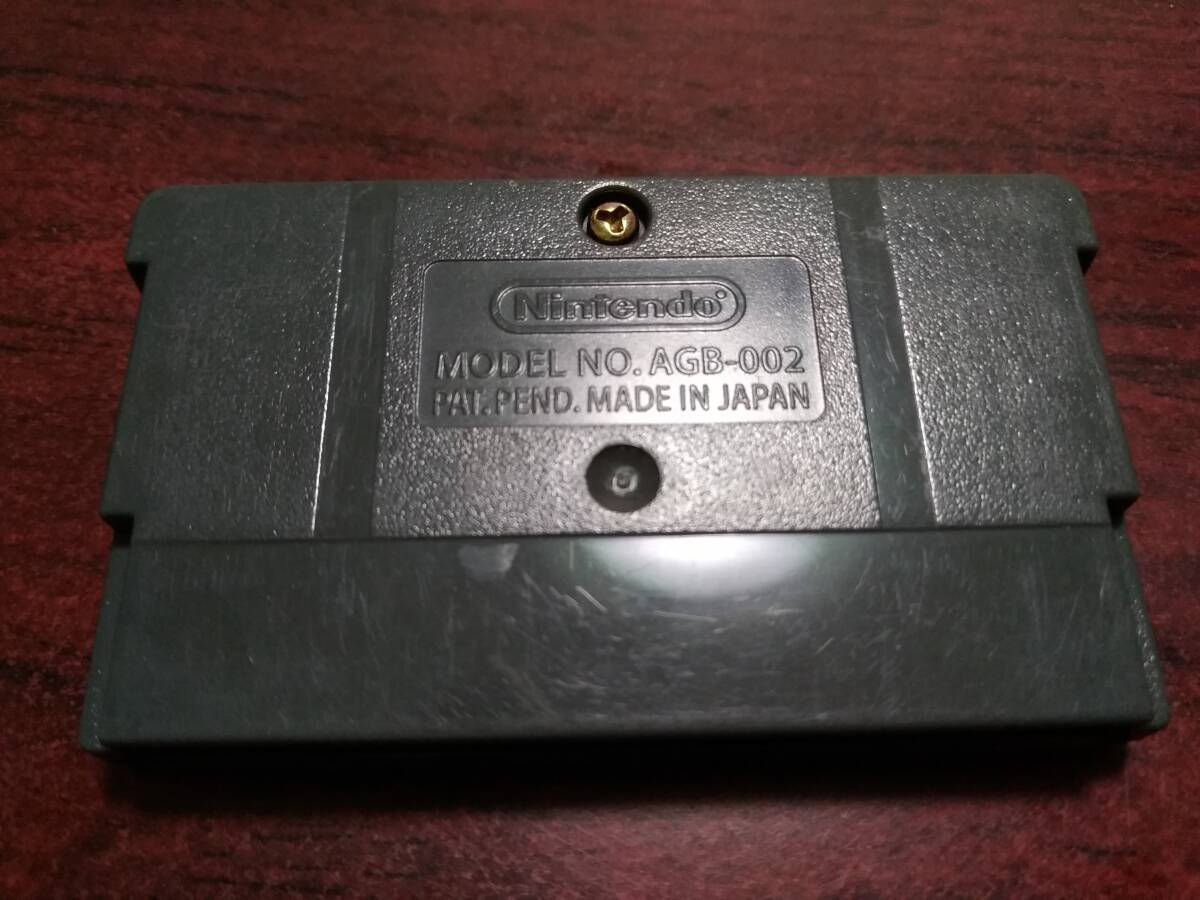 Nintendo
MODEL NO. AGB-002
PAT. PEND. MADE IN JAPAN